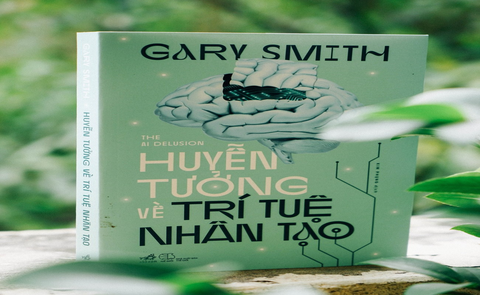 GARY SMITH
THE
AI DELUSION
HUYỄN
TƯỞNG
VỀ TRÍ TUỆ
NHÂN TẠO
HUYỄN TƯỞNG VỀ TRÍ TUỆ NHÂN TẠO